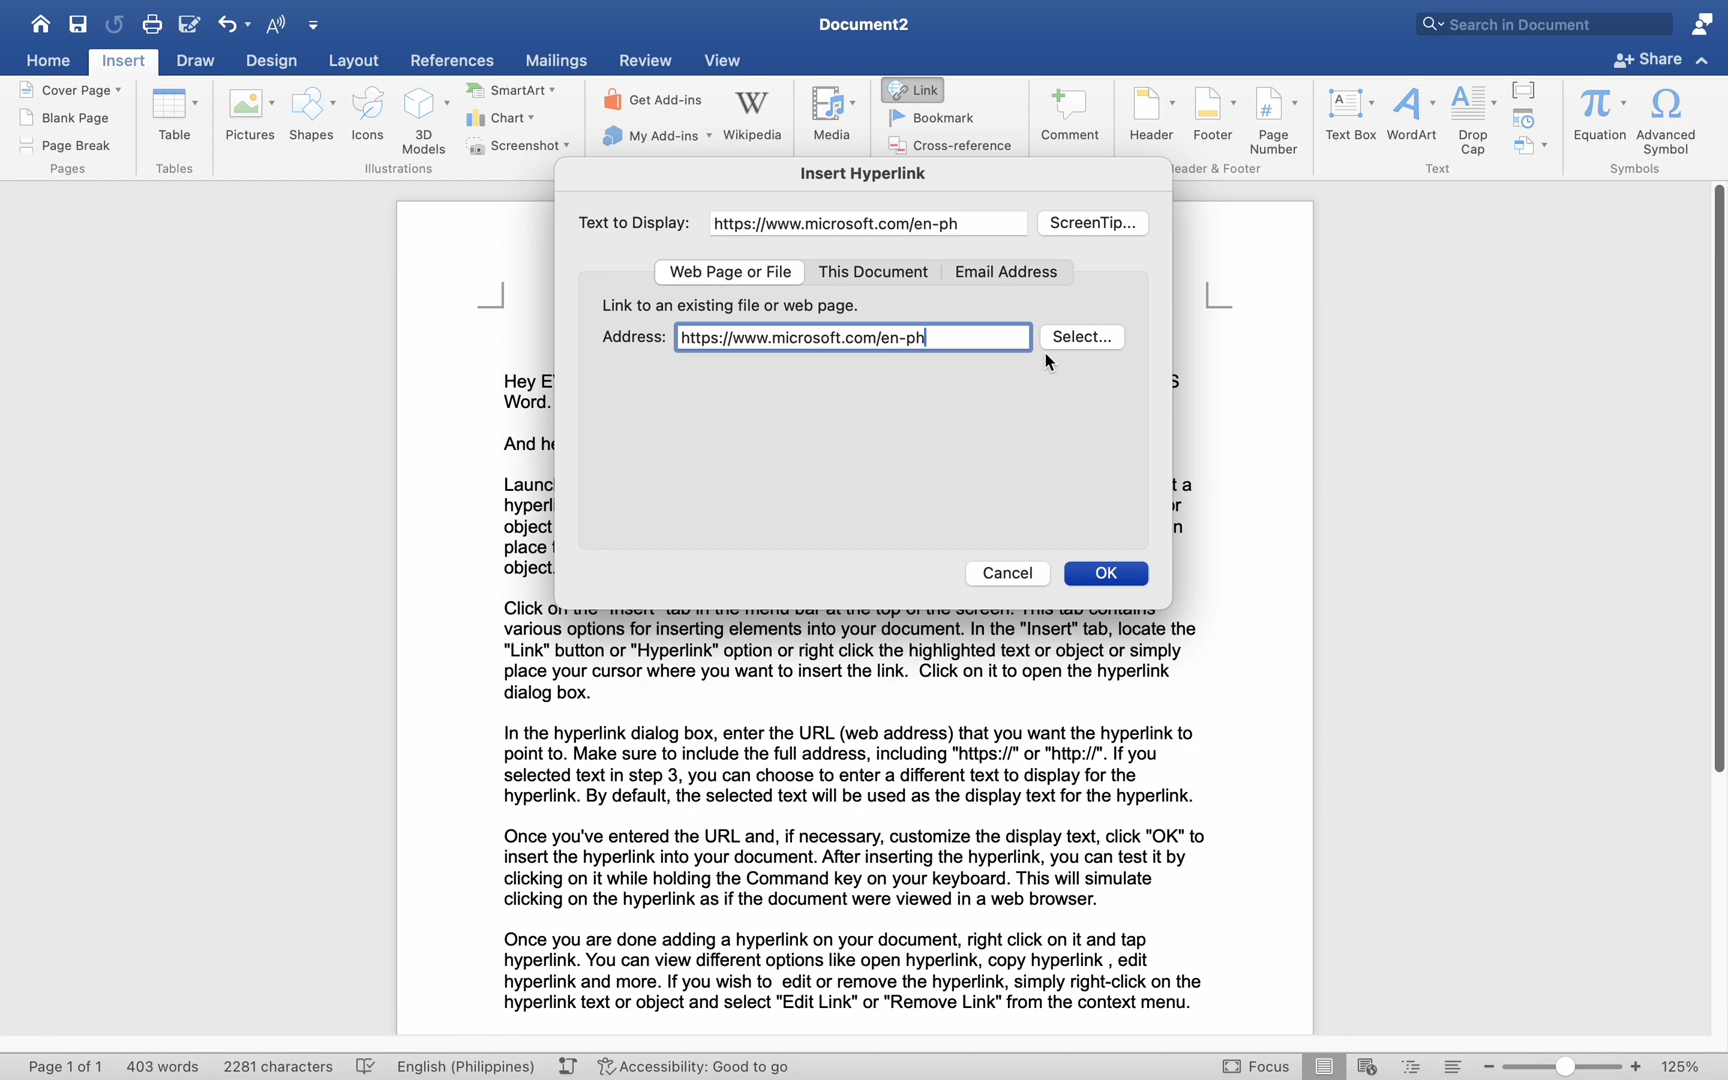 Document2
Search in Document
Home Insert Draw Design Layout References Mailings Review View
Share
Cover Page
Blank Page
Page Break
Pages
Table
Tables
Pictures
Shapes
Icons
3D
Models
SmartArt
Chart
Screenshot
Illustrations
Get Add-ins
My Add-ins
W
Wikipedia
Media
Link
Bookmark
Cross-reference
Comment
Header
Footer
#
Page
Number
eader & Footer
A
Text Box
A
WordArt
A
Drop
Cap
Text
π
Equation
Ω
Advanced
Symbol
Symbols
Insert Hyperlink
Text to Display: https://www.microsoft.com/en-ph ScreenTip...
Web Page or File This Document Email Address
Link to an existing file or web page.
Address: https://www.microsoft.com/en-ph Select...
Cancel OK
Hey
Word.
And
hyperl
object
place
object.
t a
Click on the "Insert" tab in the menu bar at the top of the screen. This tab contains
various options for inserting elements into your document. In the "Insert" tab, locate the
"Link" button or "Hyperlink" option or right click the highlighted text or object or simply
place your cursor where you want to insert the link. Click on it to open the hyperlink
dialog box.
In the hyperlink dialog box, enter the URL (web address) that you want the hyperlink to
point to. Make sure to include the full address, including "https://" or "http://". If you
selected text in step 3, you can choose to enter a different text to display for the
hyperlink. By default, the selected text will be used as the display text for the hyperlink.
Once you've entered the URL and, if necessary, customize the display text, click "OK" to
insert the hyperlink into your document. After inserting the hyperlink, you can test it by
clicking on it while holding the Command key on your keyboard. This will simulate
clicking on the hyperlink as if the document were viewed in a web browser.
Once you are done adding a hyperlink on your document, right click on it and tap
hyperlink. You can view different options like open hyperlink, copy hyperlink , edit
hyperlink and more. If you wish to edit or remove the hyperlink, simply right-click on the
hyperlink text or object and select "Edit Link" or "Remove Link" from the context menu.
Page 1 of 1 403 words 2281 characters English (Philippines) Accessibility: Good to go Focus 125%